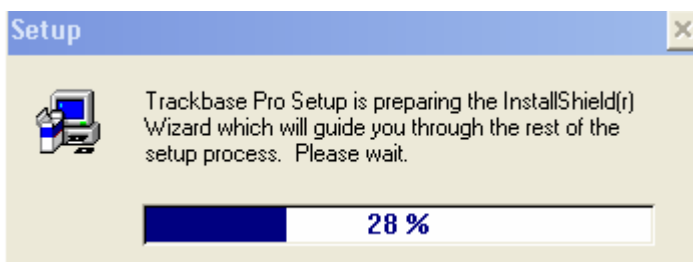 Setup
Trackbase Pro Setup is preparing the InstallShield(r)
Wizard which will guide you through the rest of the
setup process.  Please wait.
28 %